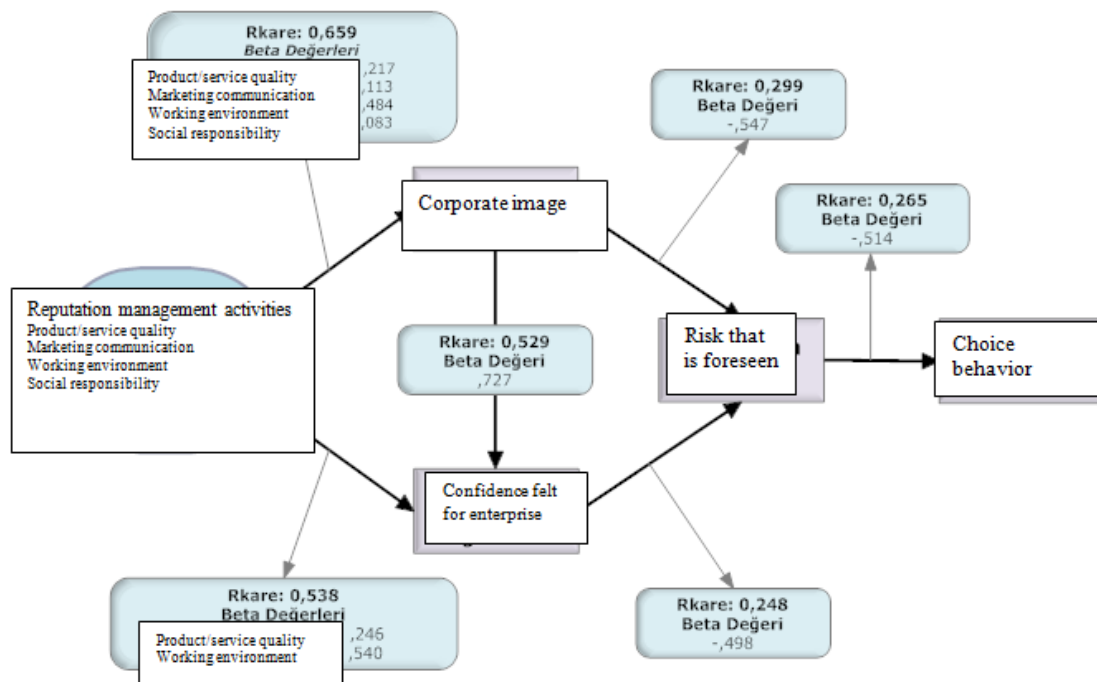 Rkare: 0,659
Beta Değerleri
Product/service quality ,217
Marketing communication ,113
Working environment ,484
Social responsibility ,083
Rkare: 0,299
Beta Değeri
-,547
Corporate image
Rkare: 0,265
Beta Değeri
-,514
Reputation management activities
Product/service quality
Marketing communication
Working environment
Social responsibility
Rkare: 0,529
Beta Değeri
,727
Risk that
is foreseen
Choice
behavior
Confidence felt
for enterprise
Rkare: 0,538
Beta Değerleri
Product/service quality ,246
Working environment ,540
Rkare: 0,248
Beta Değeri
-,498